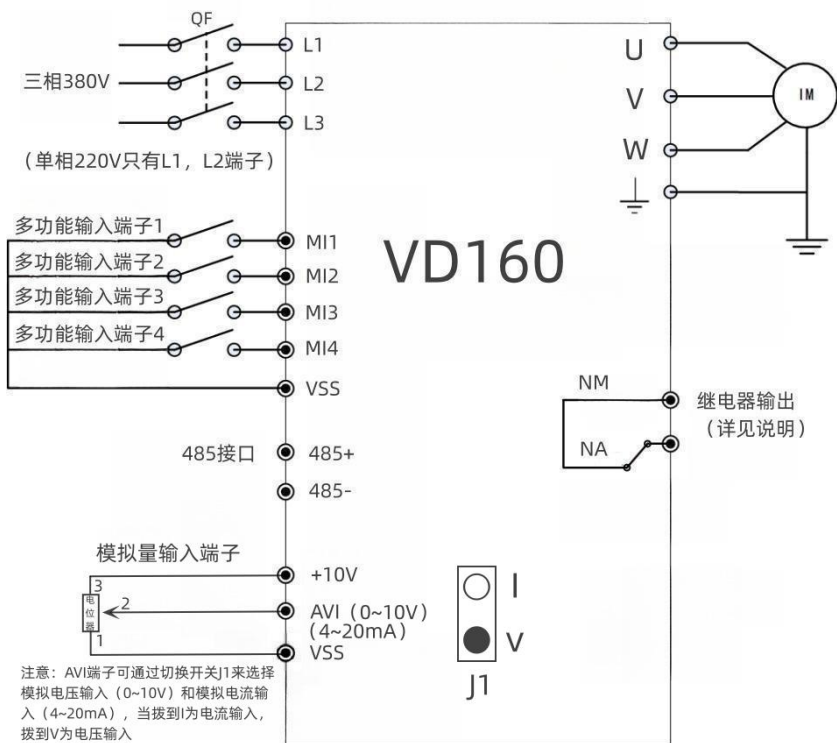 QF
L1
三相380V
L2
L3
（单相220V只有L1，L2端子）
U
V
W
IM
多功能输入端子1
MI1
多功能输入端子2
MI2
多功能输入端子3
MI3
多功能输入端子4
MI4
VSS
VD160
NM
NA
继电器输出
（详见说明）
485接口
485+
485-
模拟量输入端子
+10V
3
电位器
2
AVI（0~10V）
（4~20mA）
1
VSS
I
V
J1
注意：AVI端子可通过切换开关J1来选择
模拟电压输入（0~10V）和模拟电流输
入（4~20mA），当拨到I为电流输入，
拨到V为电压输入